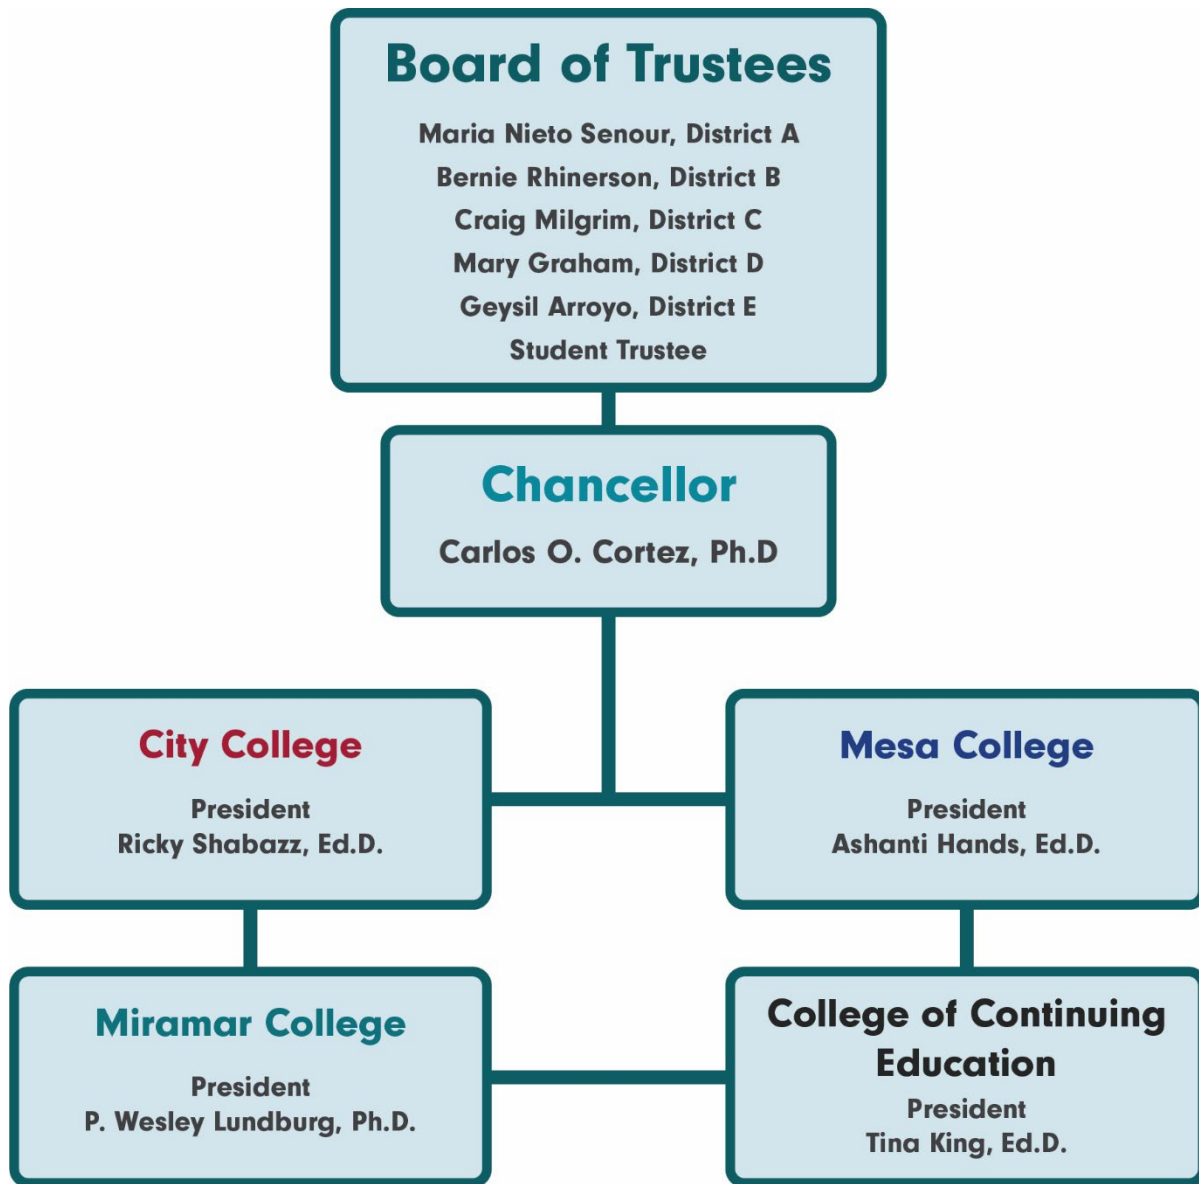 Board of Trustees
Maria Nieto Senour, District A
Bernie Rhinerson, District B
Craig Milgrim, District C
Mary Graham, District D
Geysil Arroyo, District E
Student Trustee
Chancellor
Carlos O. Cortez, Ph.D
City College
President
Ricky Shabazz, Ed.D.
Mesa College
President
Ashanti Hands, Ed.D.
Miramar College
President
P. Wesley Lundburg, Ph.D.
College of Continuing
Education
President
Tina King, Ed.D.